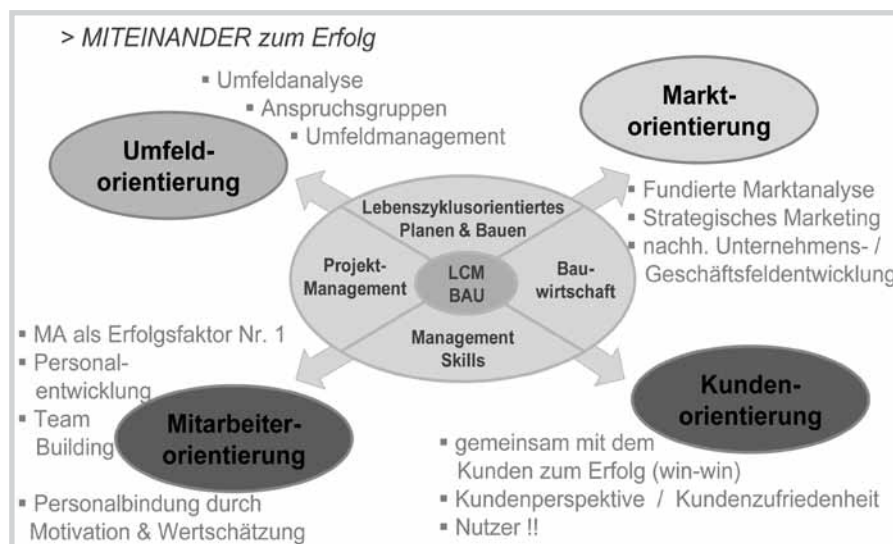 > MITEINANDER zum Erfolg
▪ Umfeldanalyse
▪ Anspruchsgruppen
▪ Umfeldmanagement
Umfeld-
orientierung
Markt-
orientierung
▪ Fundierte Marktanalyse
▪ Strategisches Marketing
▪ nachh. Unternehmens- /
Geschäftsfeldentwicklung
Lebenszyklusorientiertes
Planen & Bauen
Projekt-
Management
LCM
BAU
Bau-
wirtschaft
Management
Skills
▪ MA als Erfolgsfaktor Nr. 1
▪ Personal-
entwicklung
▪ Team
Building
Mitarbeiter-
orientierung
▪ Personalbindung durch
Motivation & Wertschätzung
Kunden-
orientierung
▪ gemeinsam mit dem
Kunden zum Erfolg (win-win)
▪ Kundenperspektive / Kundenzufriedenheit
▪ Nutzer !!